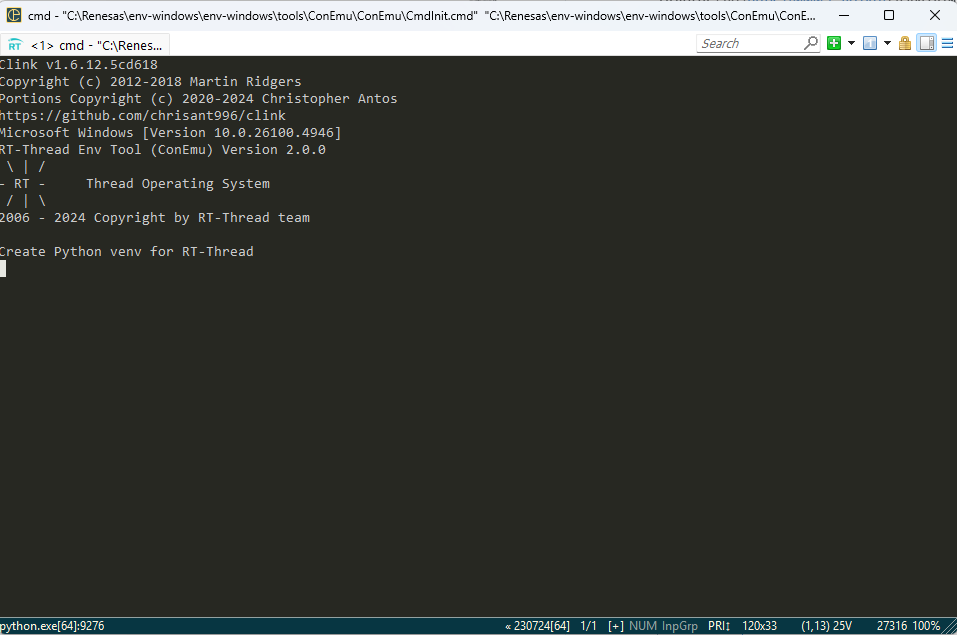 cmd - "C:\Renesas\env-windows\env-windows\tools\ConEmu\ConEmu\CmdInit.cmd"  "C:\Renesas\env-windows\env-windows\tools\ConEmu\ConE...
RT <1> cmd - "C:\Renes...
Search
Clink v1.6.12.5cd618
Copyright (c) 2012-2018 Martin Ridgers
Portions Copyright (c) 2020-2024 Christopher Antos
https://github.com/chrisant996/clink
Microsoft Windows [Version 10.0.26100.4946]
RT-Thread Env Tool (ConEmu) Version 2.0.0
 \ | /
- RT -     Thread Operating System
 / | \
2006 - 2024 Copyright by RT-Thread team
Create Python venv for RT-Thread
python.exe[64]:9276 « 230724[64] 1/1 [+] NUM InpGrp PRI↕ 120x33 (1,13) 25V 27316 100%